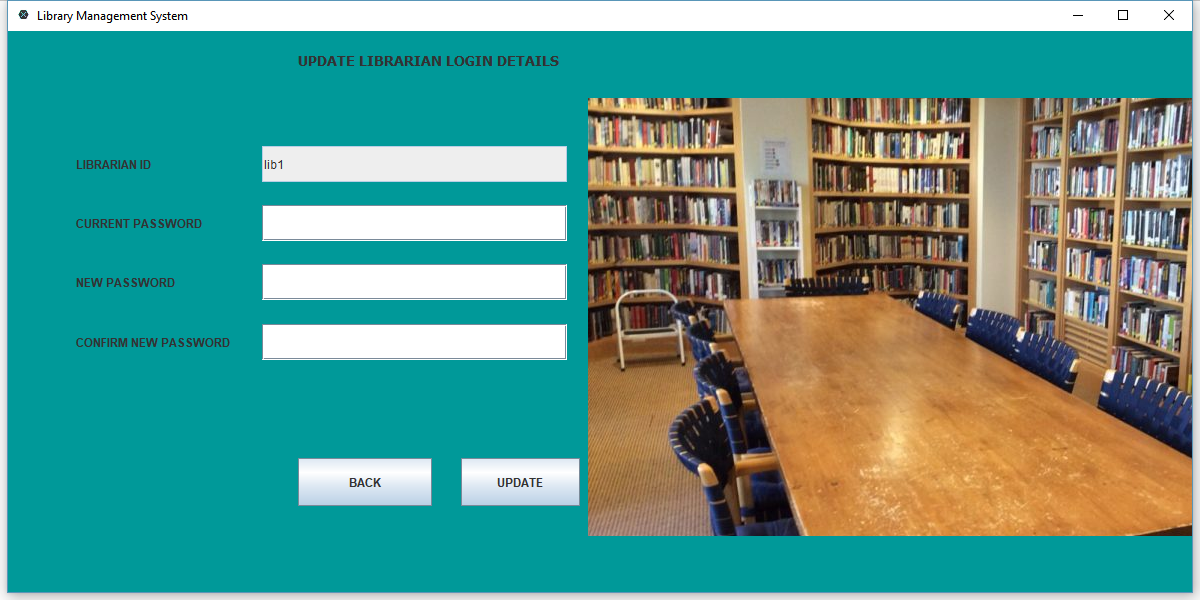 Library Management System
UPDATE LIBRARIAN LOGIN DETAILS
LIBRARIAN ID
lib1
CURRENT PASSWORD
NEW PASSWORD
CONFIRM NEW PASSWORD
BACK
UPDATE